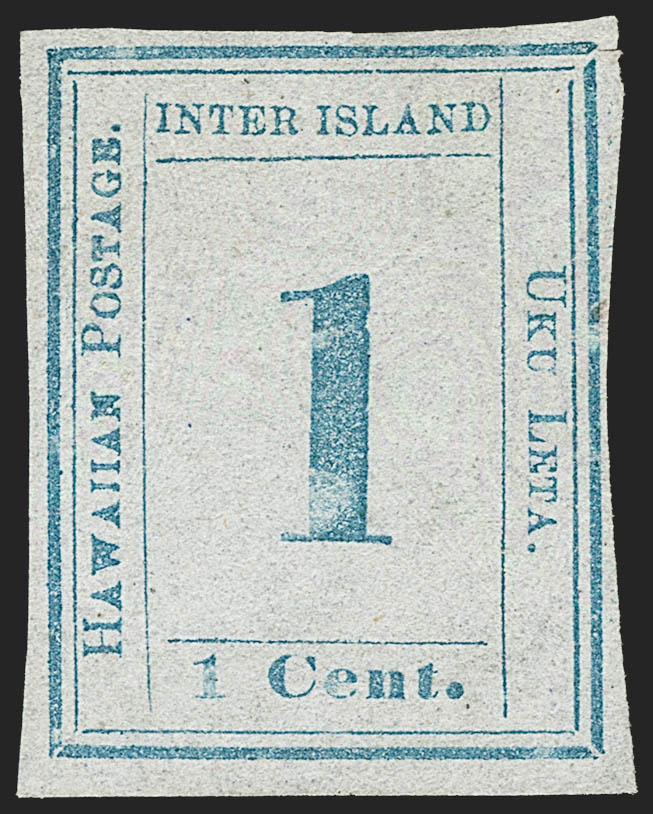 INTER ISLAND
HAWAIIAN POSTAGE.
1
UKU LETA.
1 Cent.